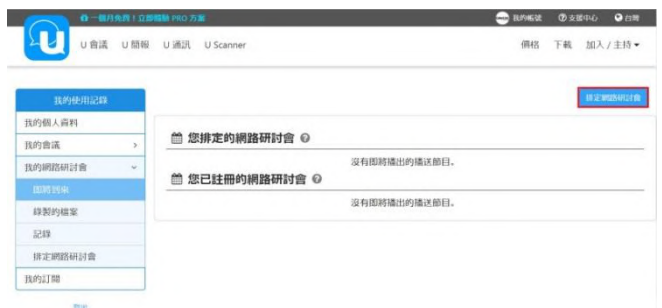 一個月免費！立即體驗 PRO 方案
我的帳號 支援中心 台灣
U 會議 U 簡報 U 通訊 U Scanner 價格 下載 加入 / 主持
我的使用記錄
排定網路研討會
我的個人資料
我的會議
我的網路研討會
即將到來
錄製的檔案
記錄
排定網路研討會
我的訂閱
登出
您排定的網路研討會
沒有即將播出的播送節目。
您已註冊的網路研討會
沒有即將播出的播送節目。